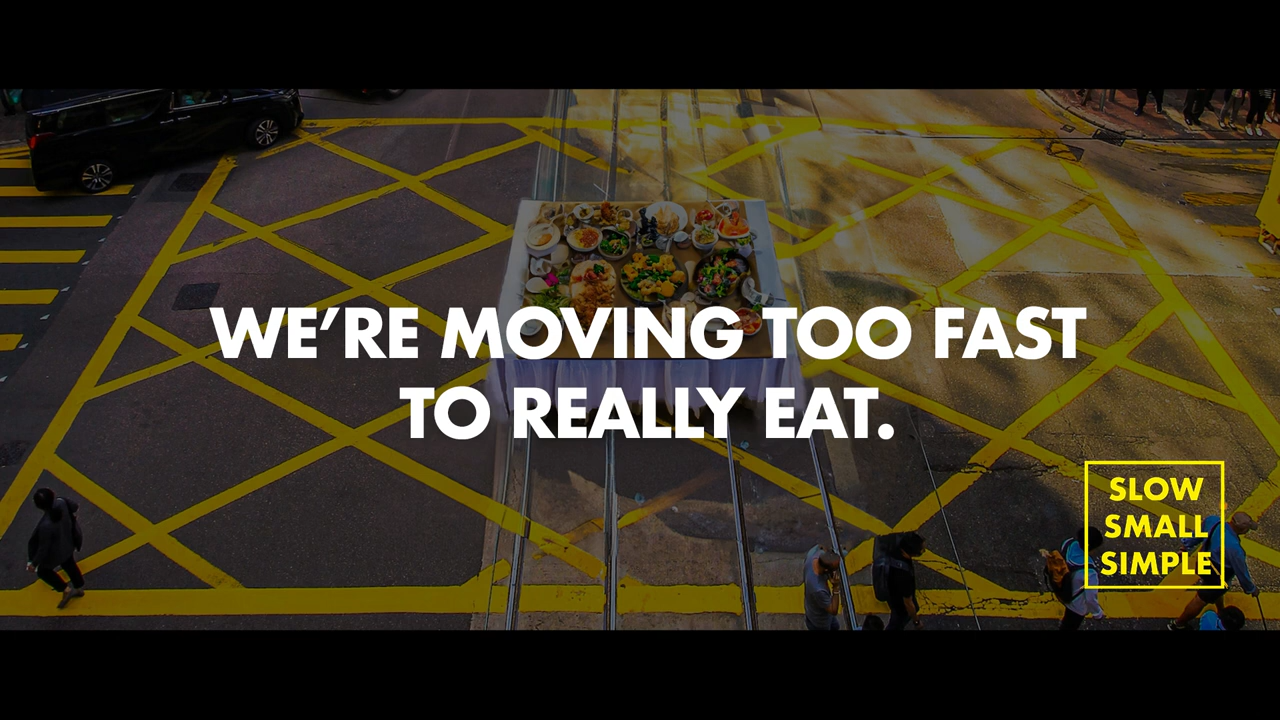 WE’RE MOVING TOO FAST
TO REALLY EAT.
SLOW
SMALL
SIMPLE